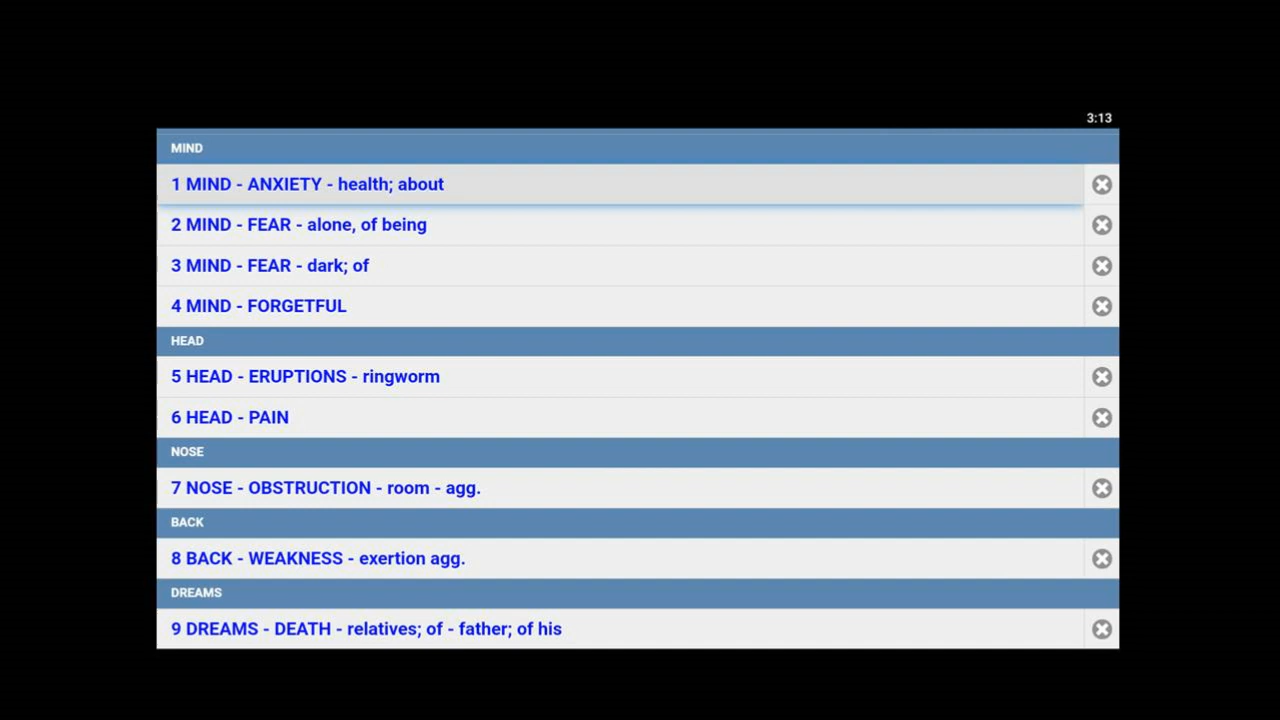 3:13
MIND
1 MIND - ANXIETY - health; about
2 MIND - FEAR - alone, of being
3 MIND - FEAR - dark; of
4 MIND - FORGETFUL
HEAD
5 HEAD - ERUPTIONS - ringworm
6 HEAD - PAIN
NOSE
7 NOSE - OBSTRUCTION - room - agg.
BACK
8 BACK - WEAKNESS - exertion agg.
DREAMS
9 DREAMS - DEATH - relatives; of - father; of his